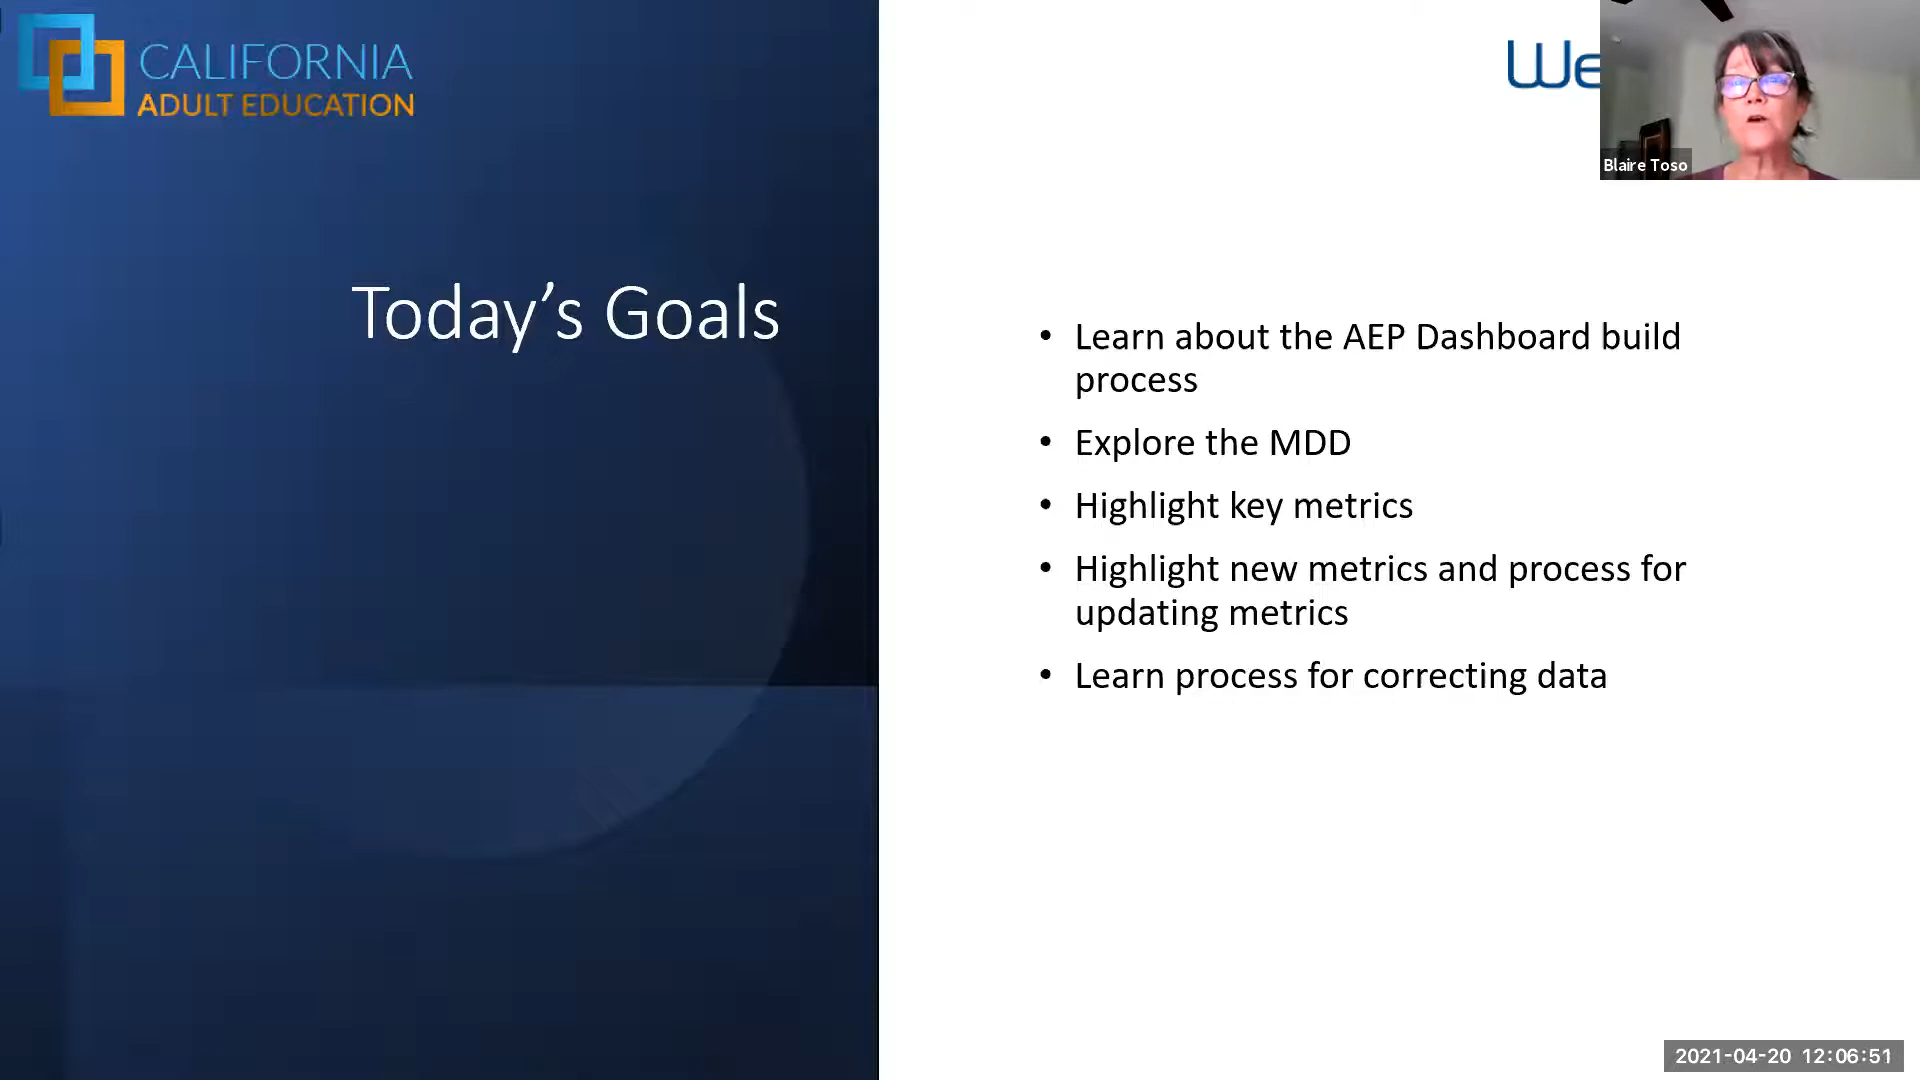 CALIFORNIA
ADULT EDUCATION
Today’s Goals
• Learn about the AEP Dashboard build
process
• Explore the MDD
• Highlight key metrics
• Highlight new metrics and process for
updating metrics
• Learn process for correcting data
We
Blaire Toso
2021-04-20 12:06:51